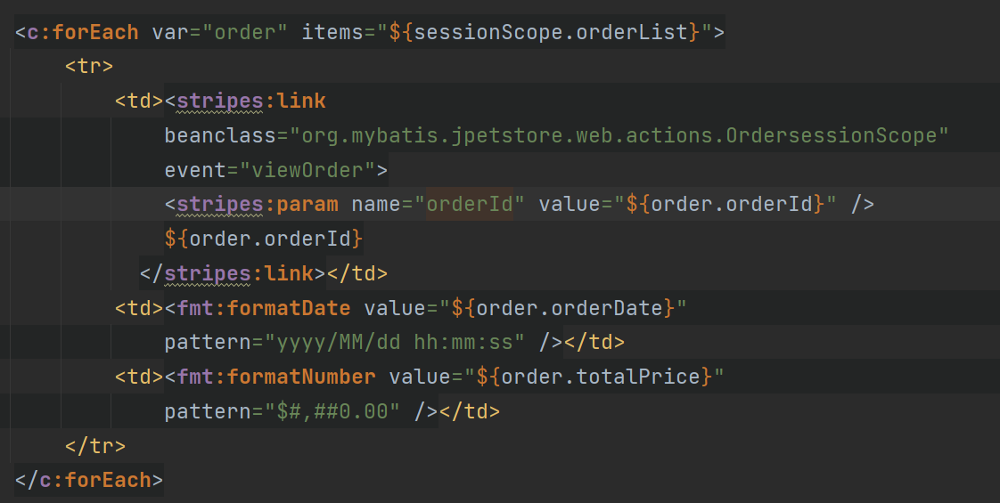 <c:forEach var="order" items="${sessionScope.orderList}">
<tr>
<td><stripes:link
beanclass="org.mybatis.jpetstore.web.actions.OrdersessionScope"
event="viewOrder">
<stripes:param name="orderId" value="${order.orderId}" />
${order.orderId}
</stripes:link></td>
<td><fmt:formatDate value="${order.orderDate}"
pattern="yyyy/MM/dd hh:mm:ss" /></td>
<td><fmt:formatNumber value="${order.totalPrice}"
pattern="$#,##0.00" /></td>
</tr>
</c:forEach>